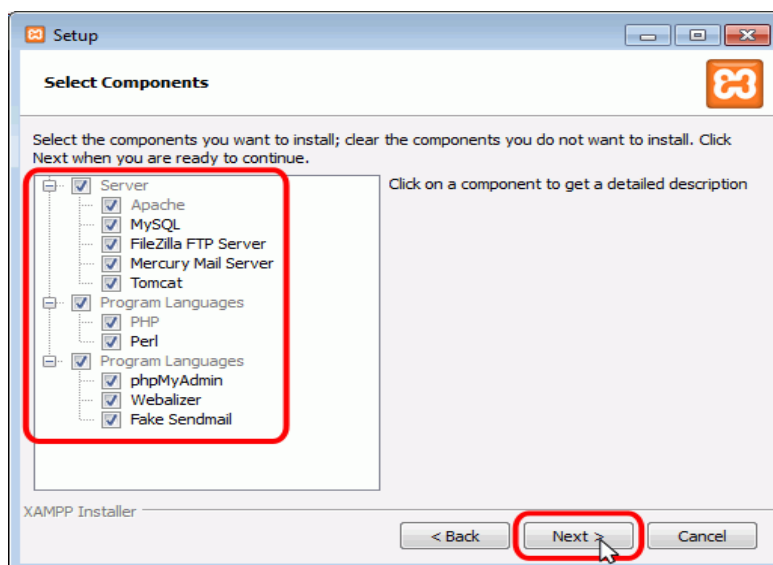 Setup
Select Components
Select the components you want to install; clear the components you do not want to install. Click
Next when you are ready to continue.
Server
Apache
MySQL
FileZilla FTP Server
Mercury Mail Server
Tomcat
Program Languages
PHP
Perl
Program Languages
phpMyAdmin
Webalizer
Fake Sendmail
Click on a component to get a detailed description
XAMPP Installer
< Back
Next >
Cancel